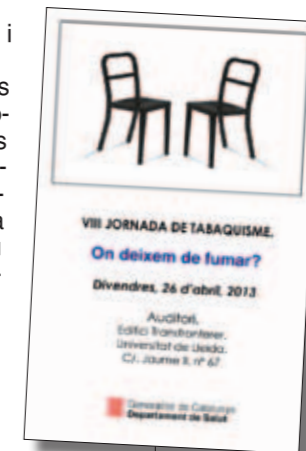 i
s
s
a
VIII JORNADA DE TABAQUISME.
On deixem de fumar?
Divendres, 26 d'abril, 2013
Auditori.
Edifici Transfronterer.
Universitat de Lleida.
C/. Jaume II, nº 67
Generalitat de Catalunya
Departament de Salut